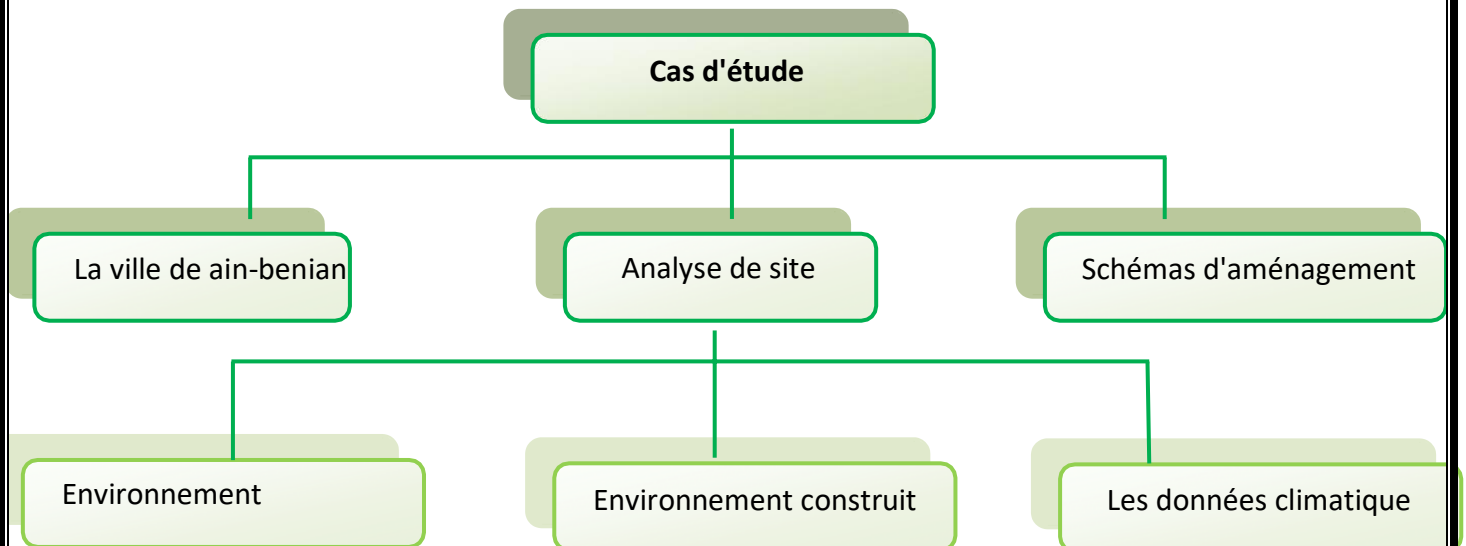 Cas d'étude
La ville de ain-benian
Analyse de site
Schémas d'aménagement
Environnement
Environnement construit
Les données climatique